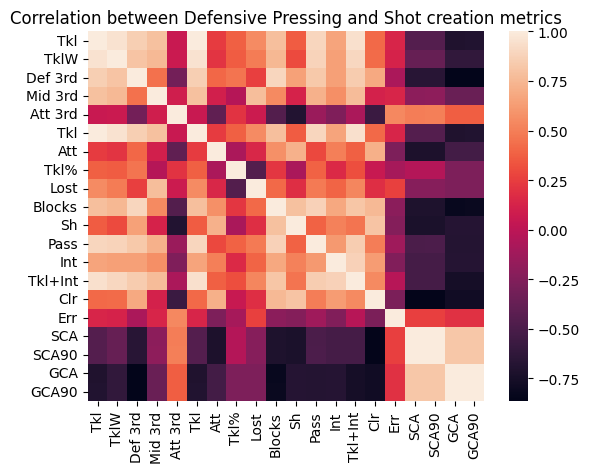 Correlation between Defensive Pressing and Shot creation metrics
Tkl
TklW
Def 3rd
Mid 3rd
Att 3rd
Tkl
Att
Tkl%
Lost
Blocks
Sh
Pass
Int
Tkl+Int
Clr
Err
SCA
SCA90
GCA
GCA90
Tkl
TklW
Def 3rd
Mid 3rd
Att 3rd
Tkl
Att
Tkl%
Lost
Blocks
Sh
Pass
Int
Tkl+Int
Clr
Err
SCA
SCA90
GCA
GCA90
1.00
0.75
0.50
0.25
0.00
−0.25
−0.50
−0.75